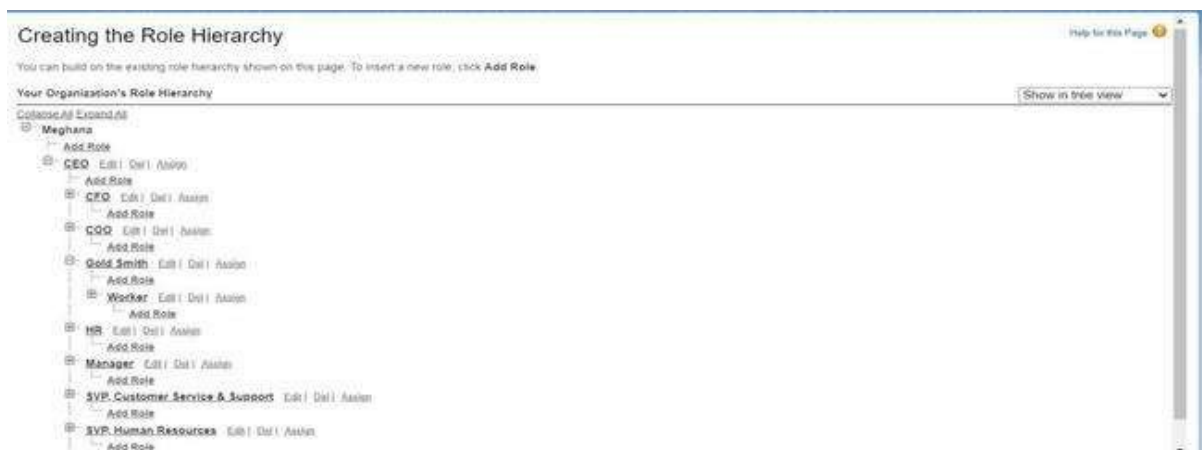 Creating the Role Hierarchy
Help for this Page
You can build on the existing role hierarchy shown on this page. To insert a new role, click Add Role.
Your Organization's Role Hierarchy
Show in tree view
Collapse All Expand All
Meghana
Add Role
CEO Edit | Del | Assign
Add Role
CFO Edit | Del | Assign
Add Role
COO Edit | Del | Assign
Add Role
Gold Smith Edit | Del | Assign
Add Role
Worker Edit | Del | Assign
Add Role
HR Edit | Del | Assign
Add Role
Manager Edit | Del | Assign
Add Role
SVP, Customer Service & Support Edit | Del | Assign
Add Role
SVP, Human Resources Edit | Del | Assign
Add Role